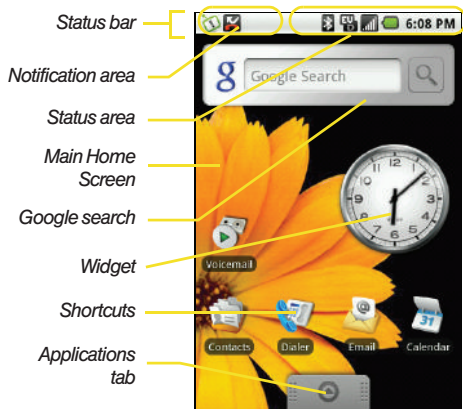 Status bar
6:08 PM
Notification area
g Google Search
Status area
Main Home
Screen
12
Google search
Widget
Voicemail
Shortcuts
@
31
Contacts
Dialer
Email
Calendar
Applications
tab